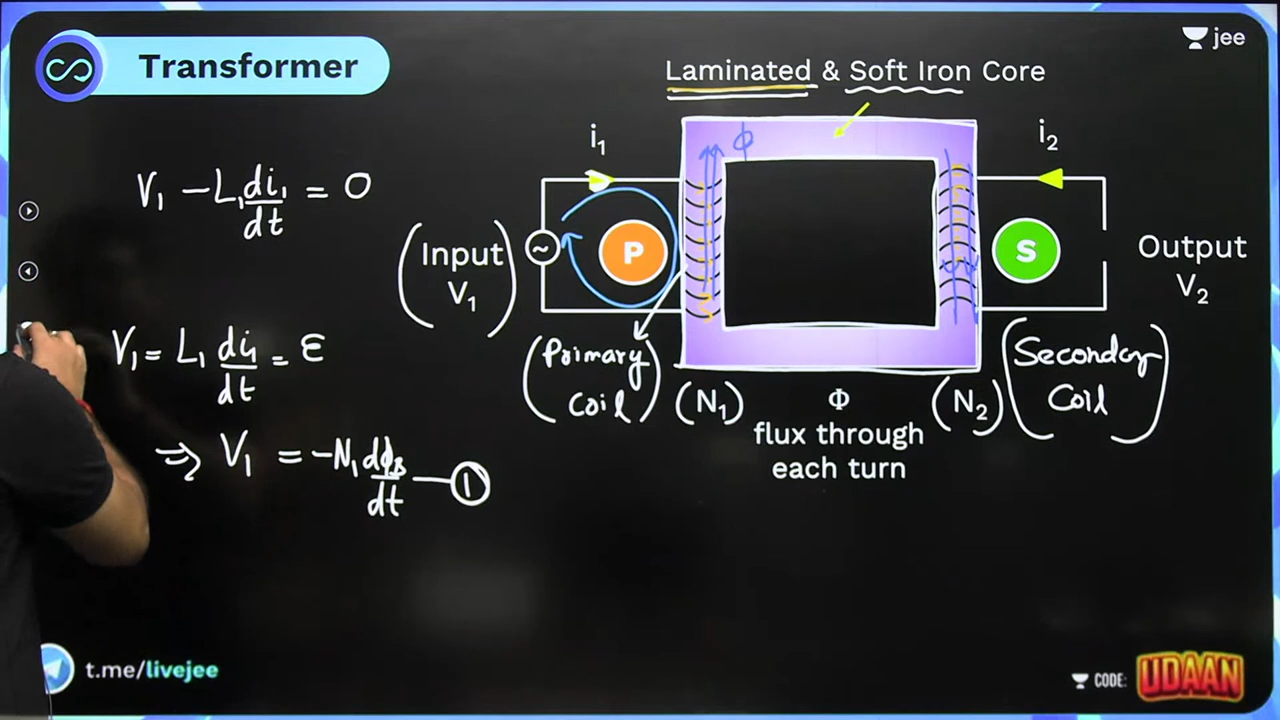 Transformer
jee
Laminated & Soft Iron Core
i₁
ϕ
i₂
V₁ - L₁ di₁/dt = 0
(Input V₁)
~
P
S
Output V₂
V₁ = L₁ di₁/dt = ε
(Primary Coil)
(N₁)
Φ
flux through
each turn
(N₂)
(Secondary Coil)
⇒ V₁ = -N₁ dϕ_B/dt — ①
t.me/livejee
CODE: UDAAN